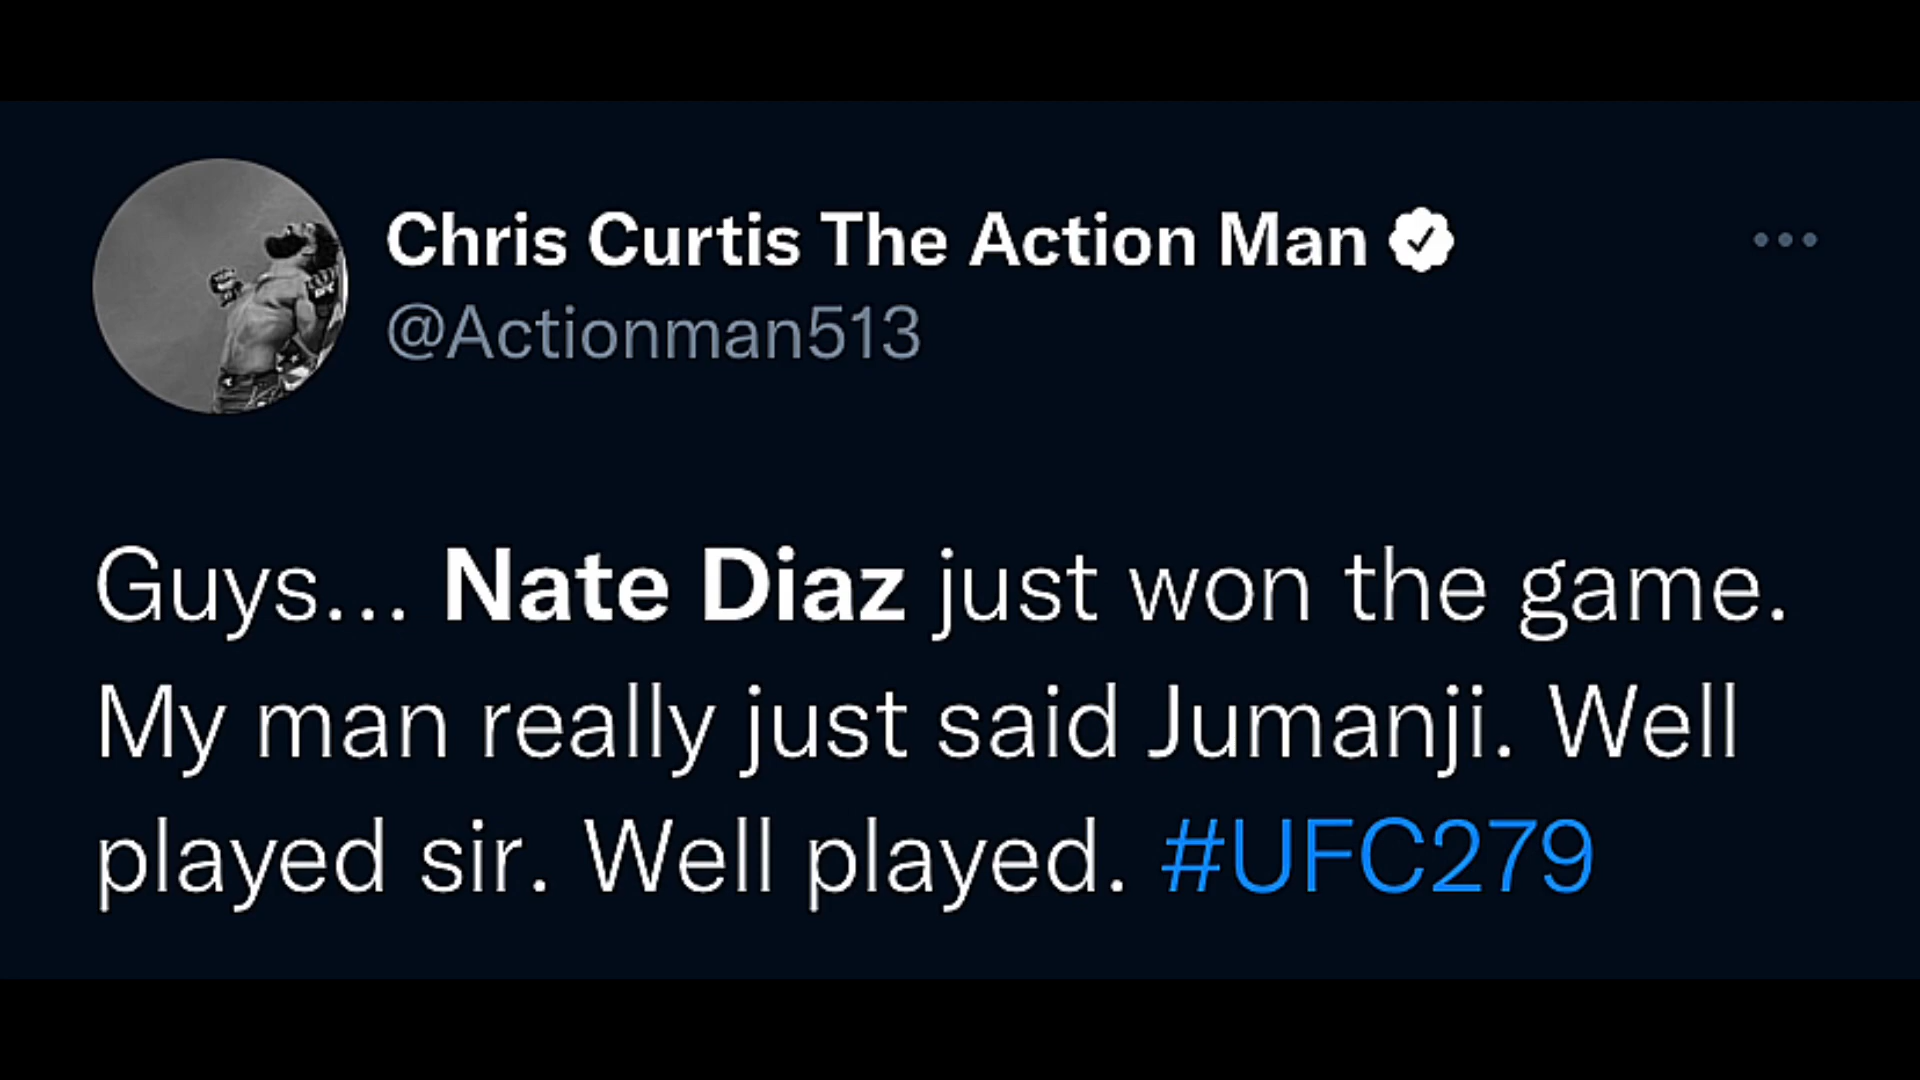 Chris Curtis The Action Man
@Actionman513
Guys... Nate Diaz just won the game.
My man really just said Jumanji. Well
played sir. Well played. #UFC279